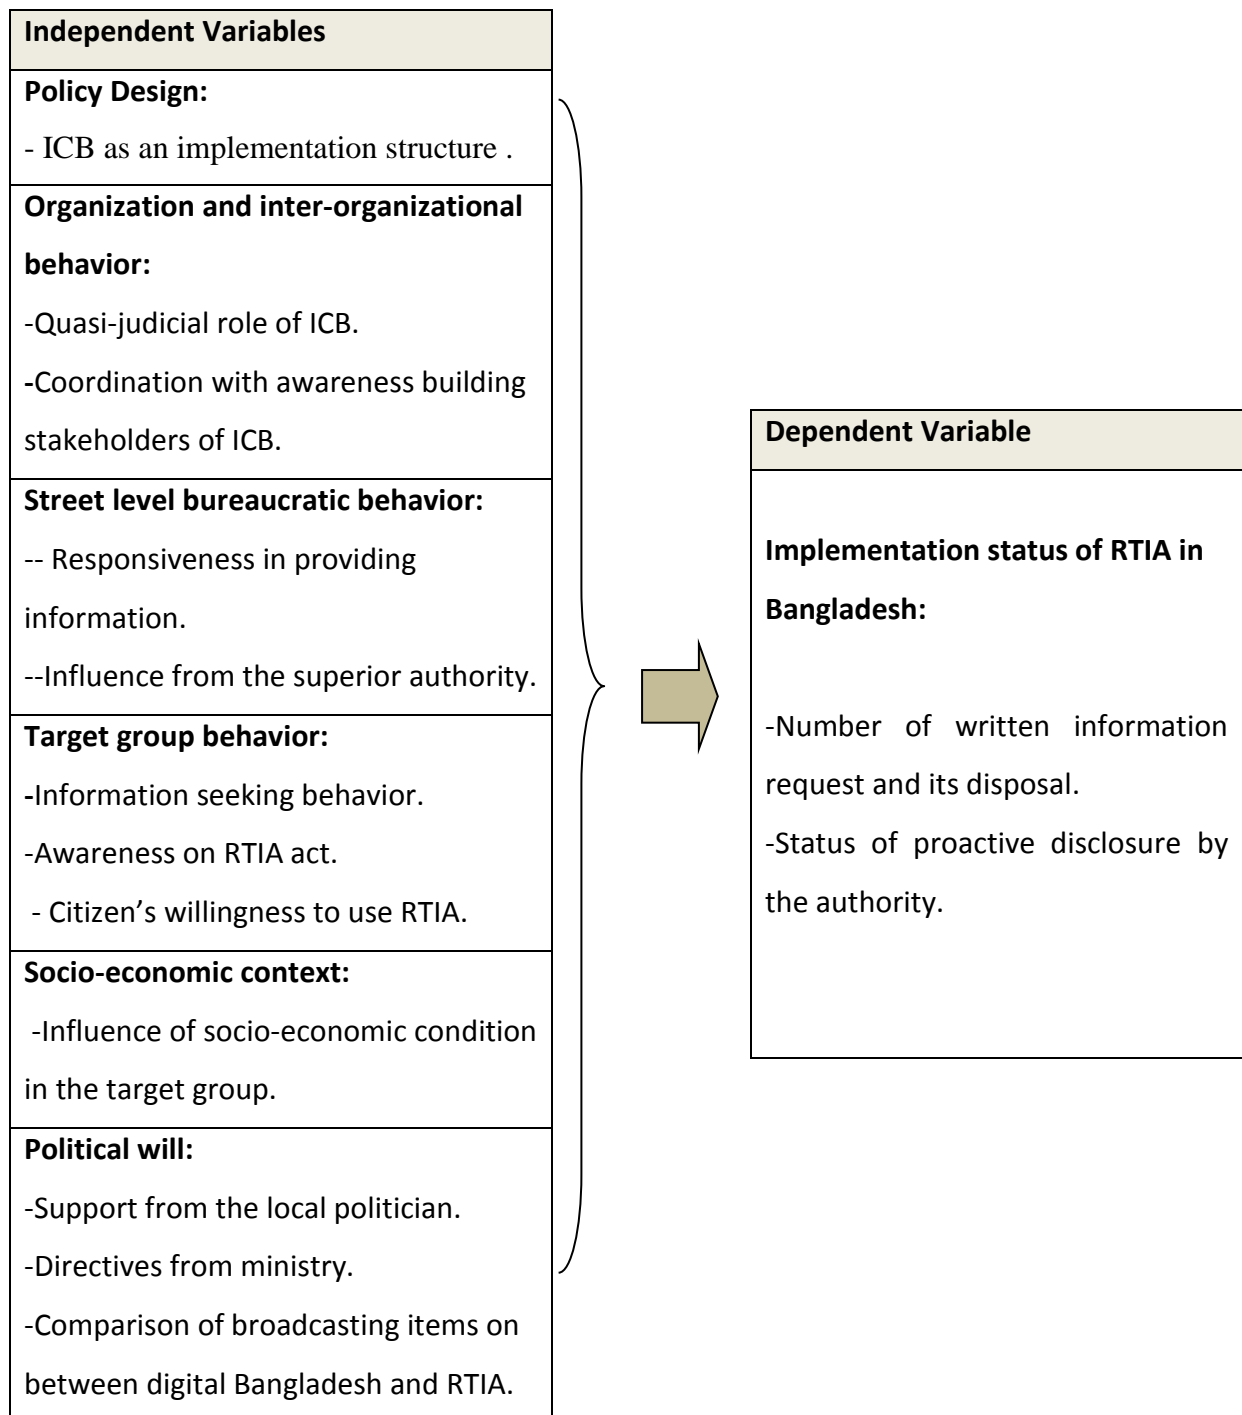 Independent Variables
Policy Design:
- ICB as an implementation structure .
Organization and inter-organizational
behavior:
-Quasi-judicial role of ICB.
-Coordination with awareness building
stakeholders of ICB.
Street level bureaucratic behavior:
-- Responsiveness in providing
information.
--Influence from the superior authority.
Target group behavior:
-Information seeking behavior.
-Awareness on RTIA act.
- Citizen’s willingness to use RTIA.
Socio-economic context:
-Influence of socio-economic condition
in the target group.
Political will:
-Support from the local politician.
-Directives from ministry.
-Comparison of broadcasting items on
between digital Bangladesh and RTIA.
Dependent Variable
Implementation status of RTIA in
Bangladesh:
-Number of written information
request and its disposal.
-Status of proactive disclosure by
the authority.